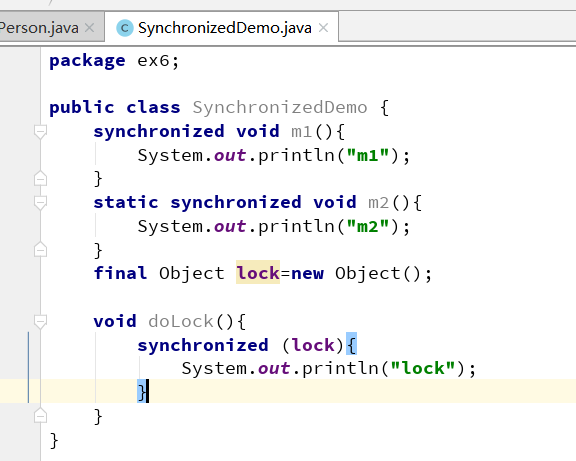 Person.java × SynchronizedDemo.java ×
package ex6;
public class SynchronizedDemo {
    synchronized void m1(){
        System.out.println("m1");
    }
    static synchronized void m2(){
        System.out.println("m2");
    }
    final Object lock=new Object();
    void doLock(){
        synchronized (lock){
            System.out.println("lock");
        }
    }
}